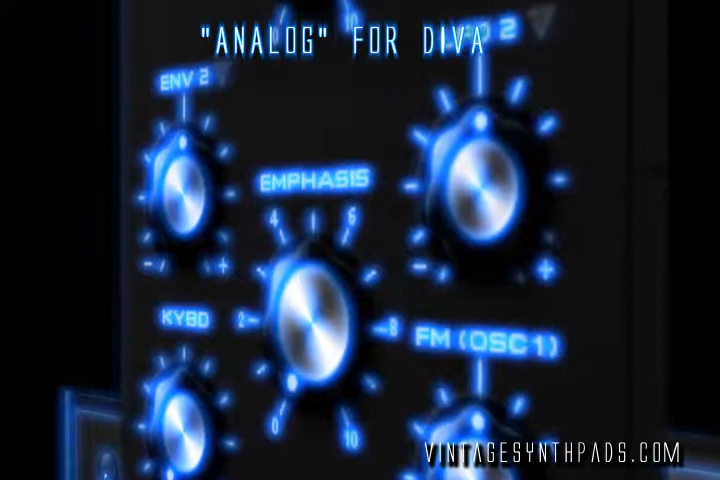 "ANALOG" FOR DIVA
ENV 2
2
EMPHASIS
4
6
- +
- +
KYBD
2
8
FM (OSC 1)
0
10
VINTAGESYNTHPADS.COM